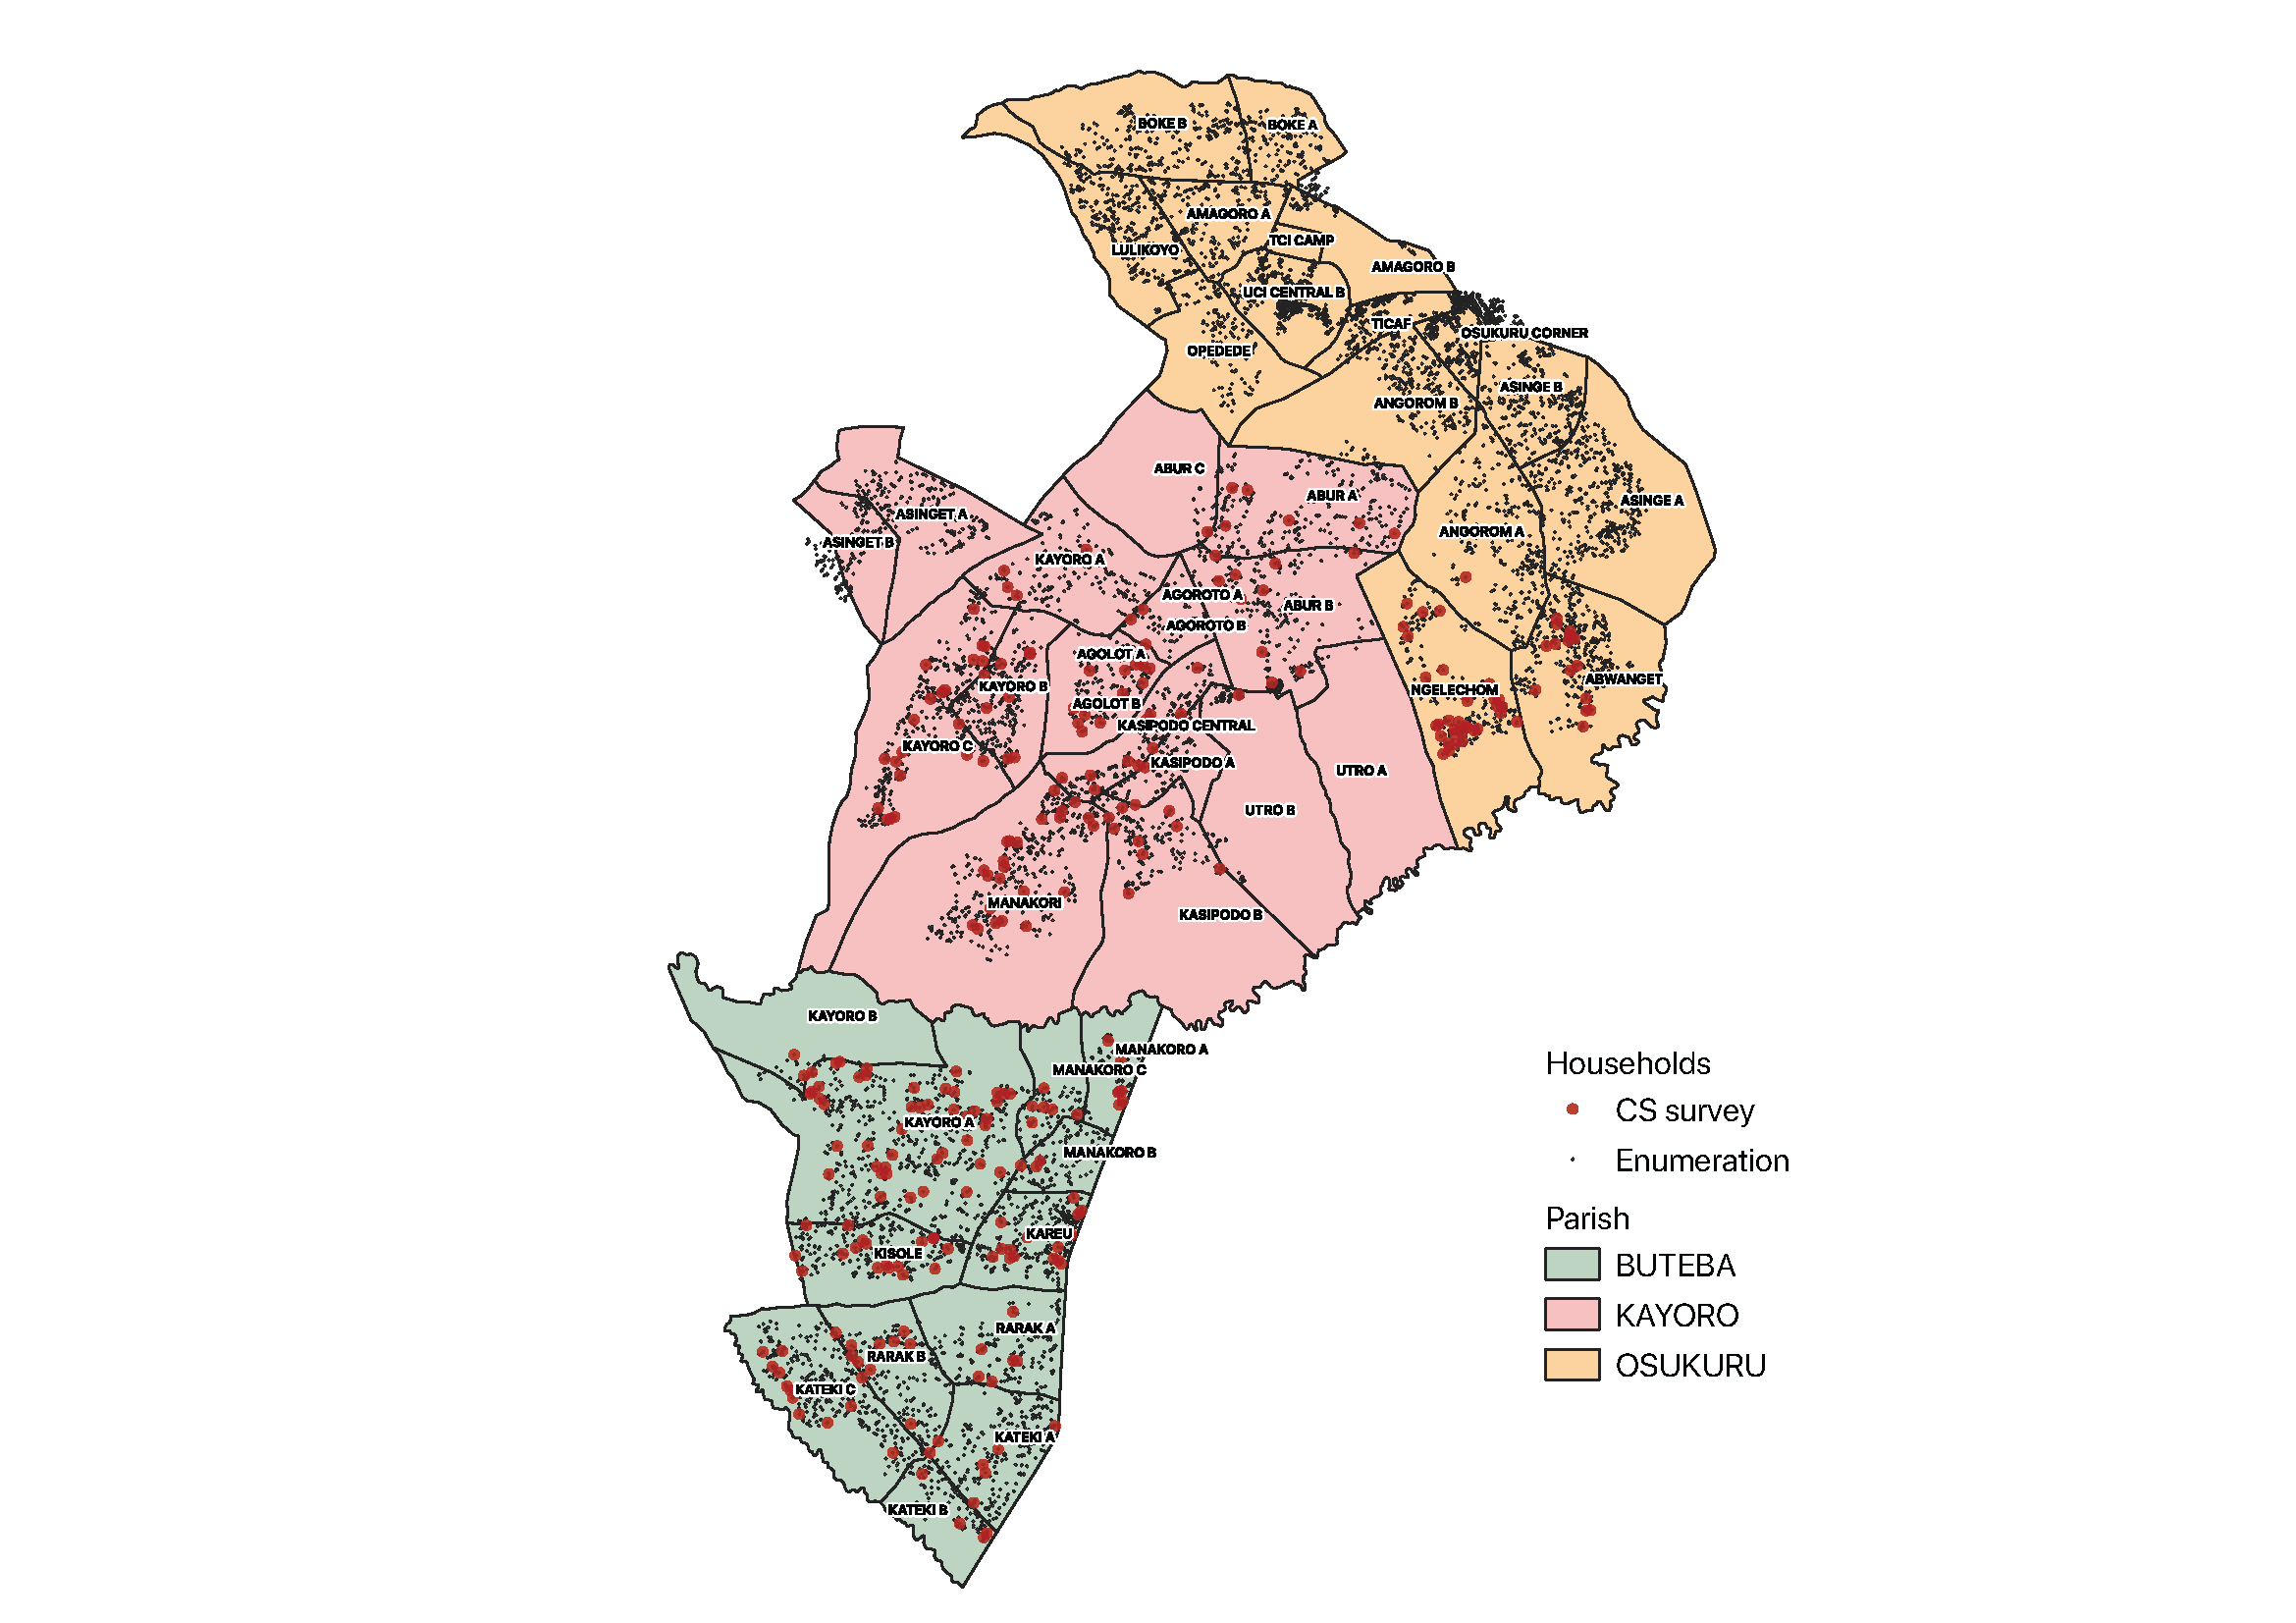 BOKE B
BOKE A
AMAGORO A
TCI CAMP
LULIKOYO
AMAGORO B
UCI CENTRAL B
TICAF
OSUKURU CORNER
OPEDEDE
ASINGE B
ANGOROM B
ABUR C
ABUR A
ASINGE A
ASINGET A
ANGOROM A
ASINGET B
KAYORO A
AGOROTO A
ABUR B
AGOROTO B
AGOLOT A
ABWANGET
KAYORO B
NGELECHOM
AGOLOT B
KASIPODO CENTRAL
KAYORO C
KASIPODO A
UTRO A
UTRO B
MANAKORI
KASIPODO B
KAYORO B
MANAKORO A
MANAKORO C
KAYORO A
MANAKORO B
KAREU
KISOLE
RARAK A
RARAK B
KATEKI C
KATEKI A
KATEKI B
Households
CS survey
Enumeration
Parish
BUTEBA
KAYORO
OSUKURU